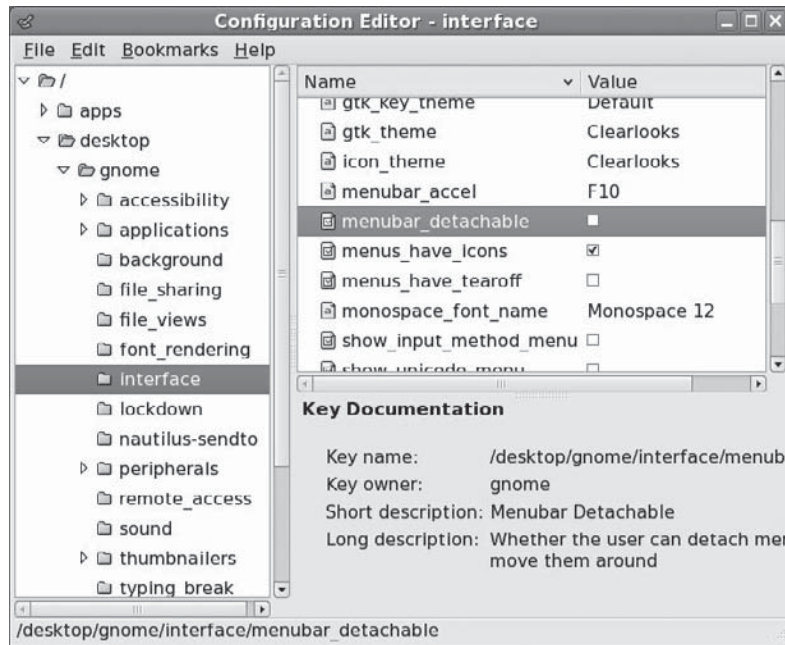 Configuration Editor - interface
File Edit Bookmarks Help
/
apps
desktop
gnome
accessibility
applications
background
file_sharing
file_views
font_rendering
interface
lockdown
nautilus-sendto
peripherals
remote_access
sound
thumbnailers
typing_break
Name Value
gtk_key_theme Default
gtk_theme Clearlooks
icon_theme Clearlooks
menubar_accel F10
menubar_detachable
menus_have_icons
menus_have_tearoff
monospace_font_name Monospace 12
show_input_method_menu
show_unicode_menu
Key Documentation
Key name: /desktop/gnome/interface/menub
Key owner: gnome
Short description: Menubar Detachable
Long description: Whether the user can detach me
move them around
/desktop/gnome/interface/menubar_detachable